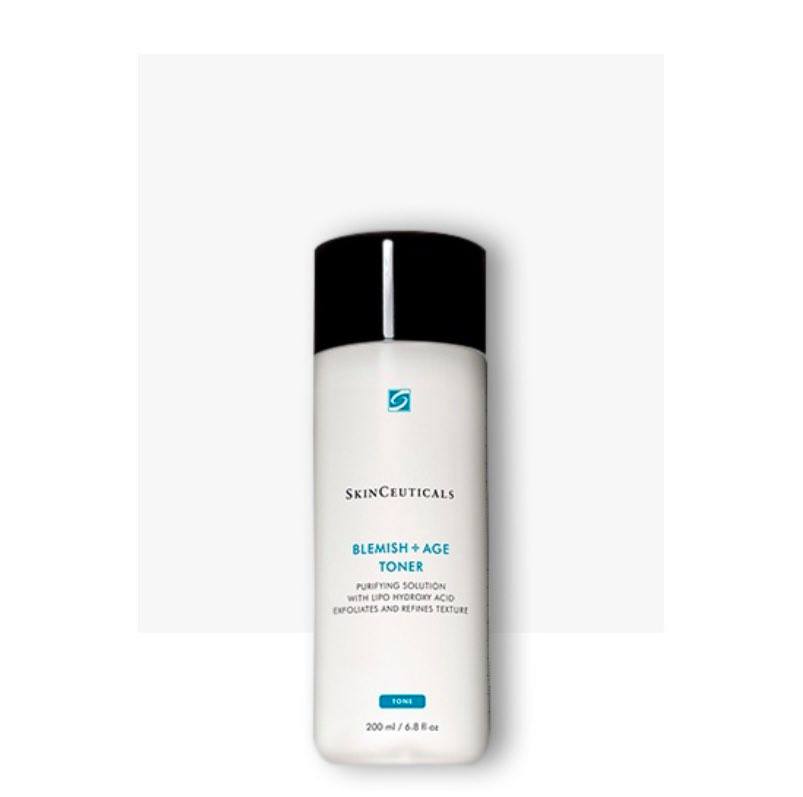 SKINCEUTICALS
BLEMISH + AGE
TONER
PURIFYING SOLUTION
WITH LIPO HYDROXY ACID
EXFOLIATES AND REFINES TEXTURE
TONE
200 ml / 6.8 fl oz